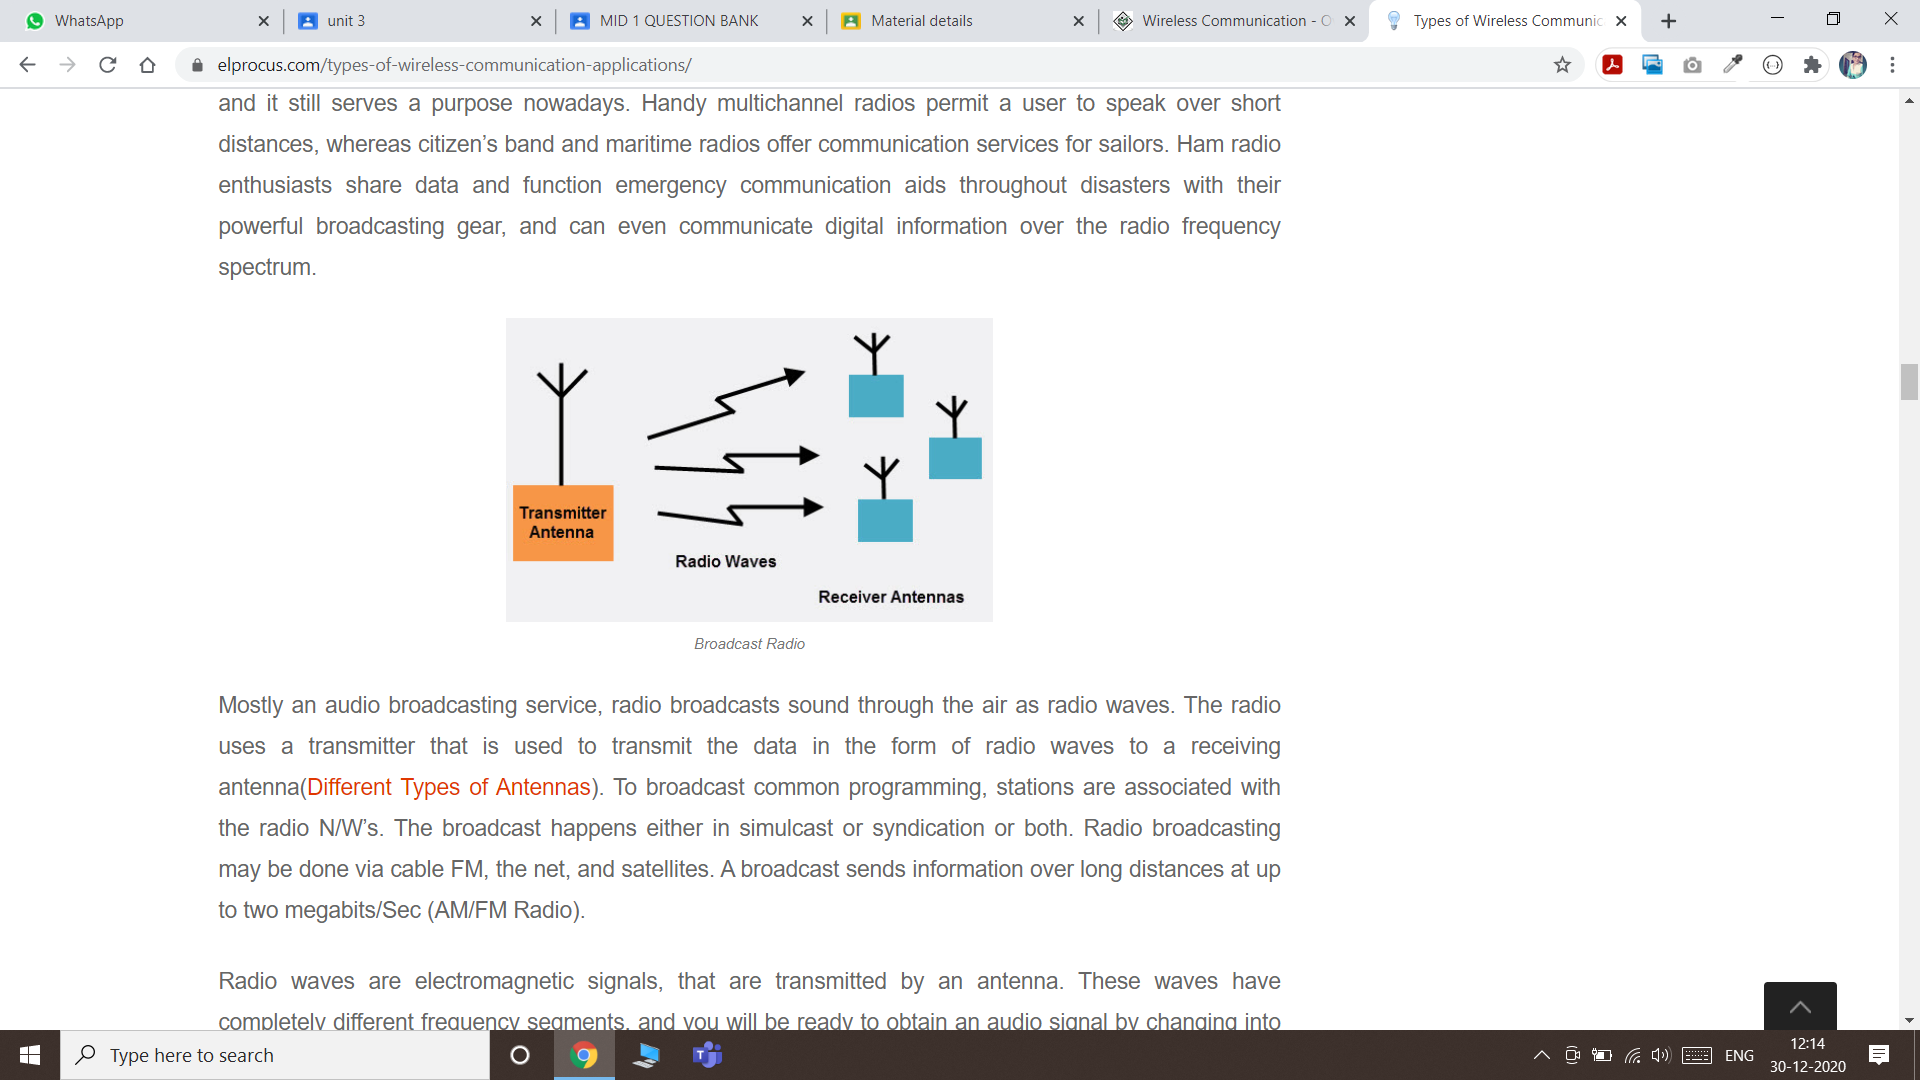 WhatsApp
unit 3
MID 1 QUESTION BANK
Material details
Wireless Communication - O
Types of Wireless Communic
elprocus.com/types-of-wireless-communication-applications/
and it still serves a purpose nowadays. Handy multichannel radios permit a user to speak over short
distances, whereas citizen’s band and maritime radios offer communication services for sailors. Ham radio
enthusiasts share data and function emergency communication aids throughout disasters with their
powerful broadcasting gear, and can even communicate digital information over the radio frequency
spectrum.
Transmitter
Antenna
Radio Waves
Receiver Antennas
Broadcast Radio
Mostly an audio broadcasting service, radio broadcasts sound through the air as radio waves. The radio
uses a transmitter that is used to transmit the data in the form of radio waves to a receiving
antenna(Different Types of Antennas). To broadcast common programming, stations are associated with
the radio N/W’s. The broadcast happens either in simulcast or syndication or both. Radio broadcasting
may be done via cable FM, the net, and satellites. A broadcast sends information over long distances at up
to two megabits/Sec (AM/FM Radio).
Radio waves are electromagnetic signals, that are transmitted by an antenna. These waves have
completely different frequency segments, and you will be ready to obtain an audio signal by changing into
Type here to search
ENG
12:14
30-12-2020